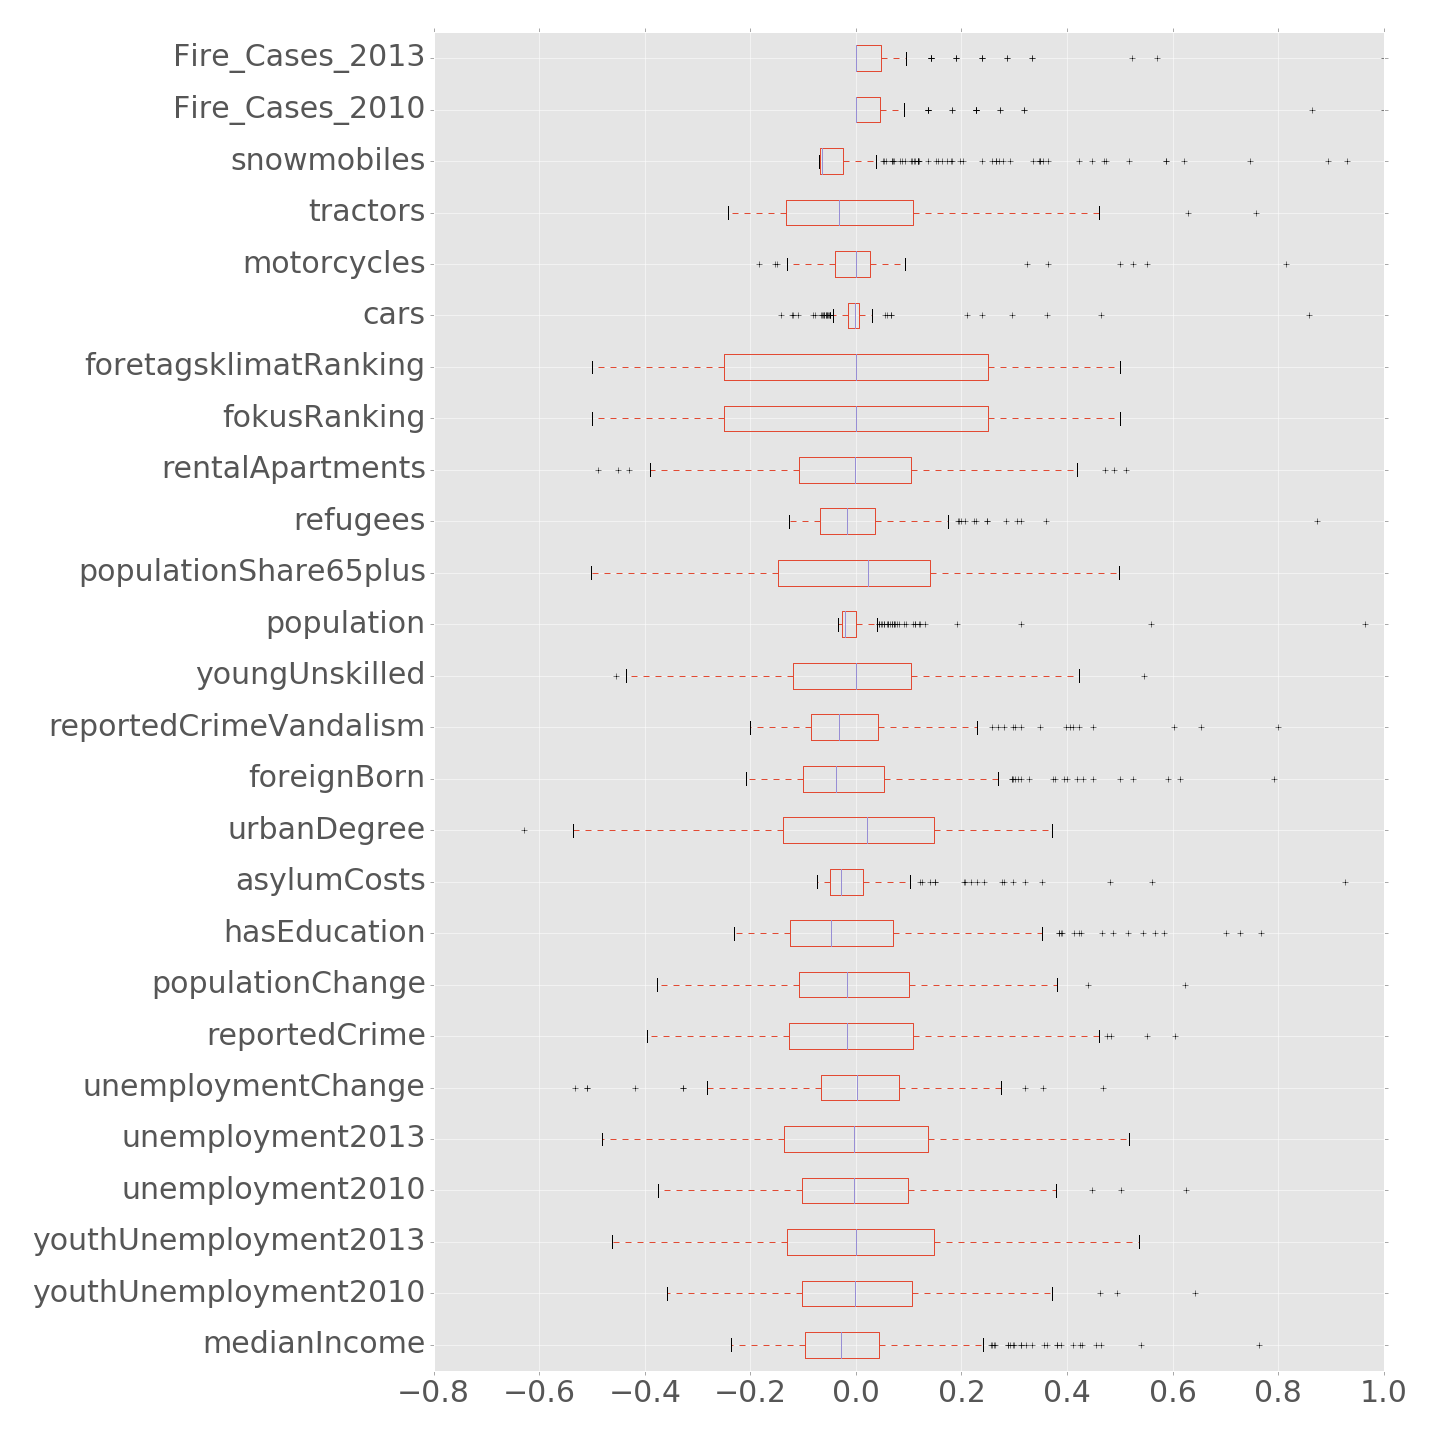 Fire_Cases_2013
Fire_Cases_2010
snowmobiles
tractors
motorcycles
cars
foretagsklimatRanking
fokusRanking
rentalApartments
refugees
populationShare65plus
population
youngUnskilled
reportedCrimeVandalism
foreignBorn
urbanDegree
asylumCosts
hasEducation
populationChange
reportedCrime
unemploymentChange
unemployment2013
unemployment2010
youthUnemployment2013
youthUnemployment2010
medianIncome
−0.8 −0.6 −0.4 −0.2 0.0 0.2 0.4 0.6 0.8 1.0